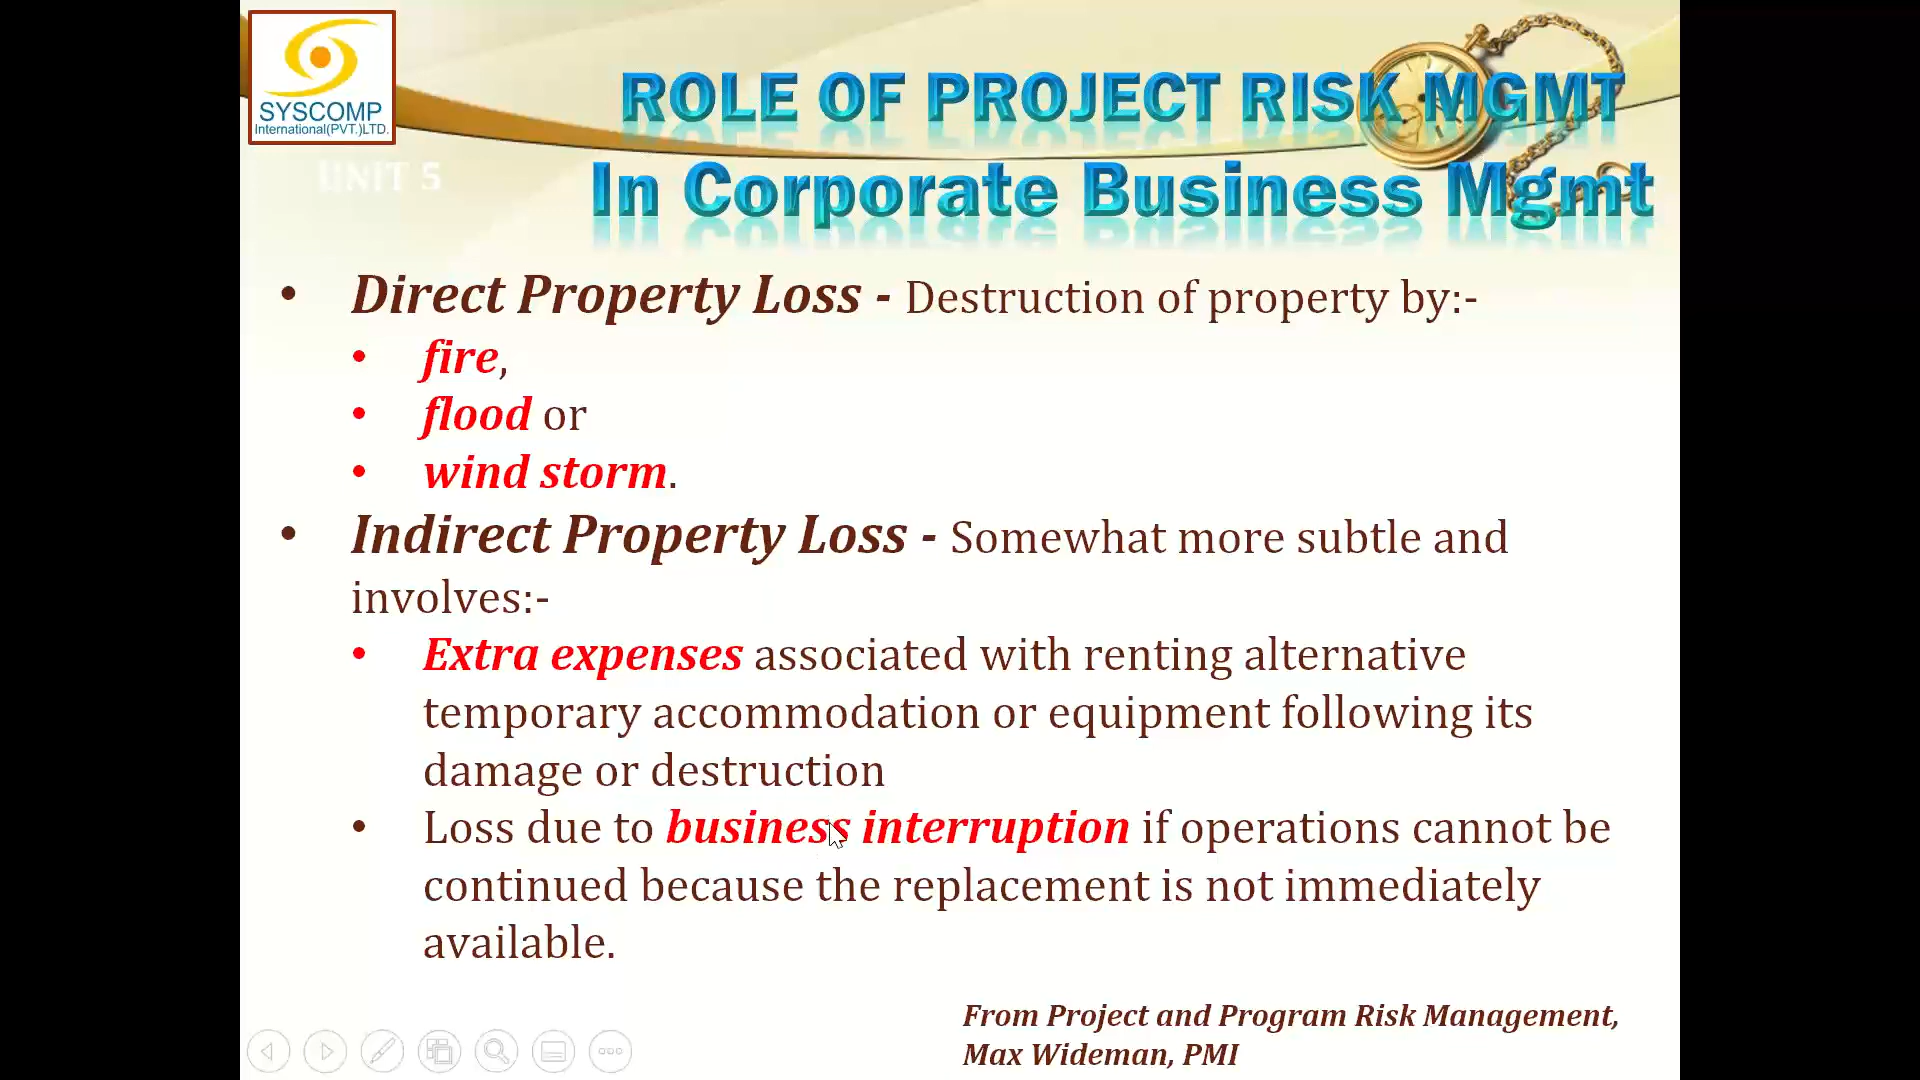 SYSCOMP
International(PVT.)LTD.
UNIT 5
ROLE OF PROJECT RISK MGMT
In Corporate Business Mgmt
• Direct Property Loss - Destruction of property by:-
• fire,
• flood or
• wind storm.
• Indirect Property Loss - Somewhat more subtle and
involves:-
• Extra expenses associated with renting alternative
temporary accommodation or equipment following its
damage or destruction
• Loss due to business interruption if operations cannot be
continued because the replacement is not immediately
available.
From Project and Program Risk Management,
Max Wideman, PMI